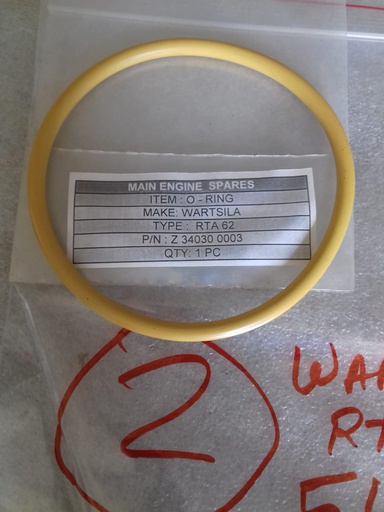 MAIN ENGINE SPARES
ITEM : O - RING
MAKE: WARTSILA
TYPE : RTA 62
P/N : Z 34030 0003
QTY: 1 PC
2